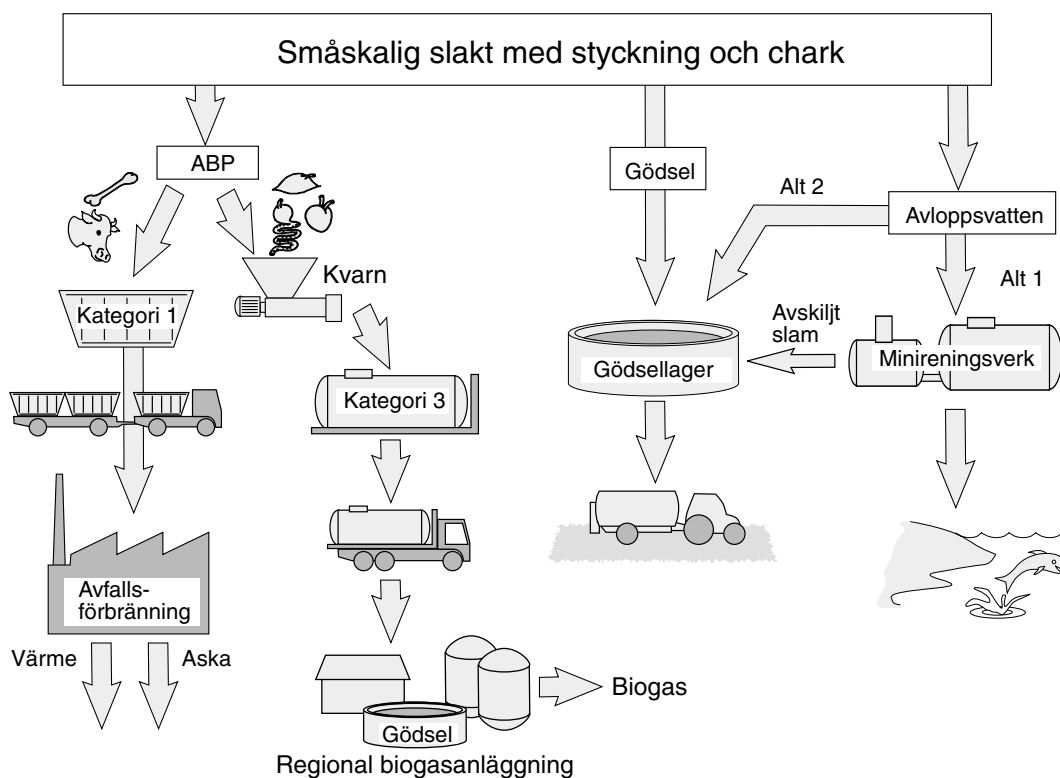 Småskalig slakt med styckning och chark
ABP
Gödsel
Alt 2
Avloppsvatten
Kvarn
Alt 1
Kategori 1
Avskiljt
slam
Gödsellager
Minireningsverk
Kategori 3
Avfalls-
förbränning
Värme
Aska
Biogas
Gödsel
Regional biogasanläggning